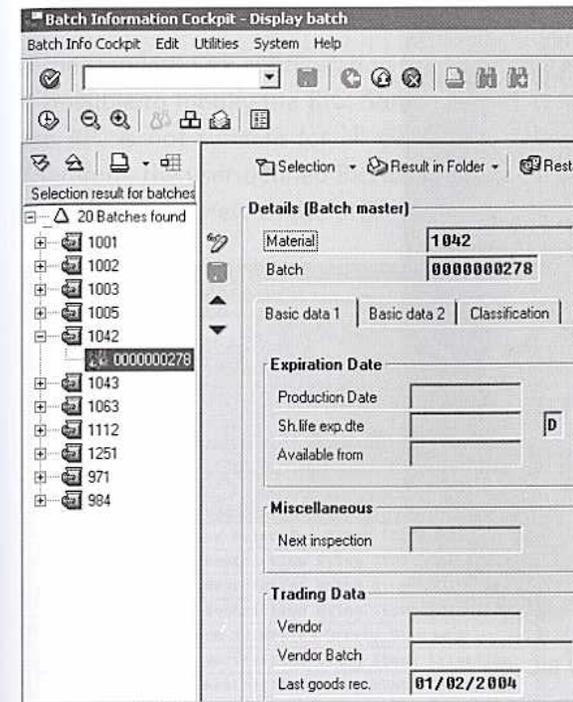 Batch Information Cockpit - Display batch
Batch Info Cockpit Edit Utilities System Help
Selection Result in Folder Rest
Selection result for batches
20 Batches found
1001
1002
1003
1005
1042
0000000278
1043
1063
1112
1251
971
984
Details (Batch master)
Material 1042
Batch 0000000278
Basic data 1 Basic data 2 Classification
Expiration Date
Production Date
Sh.life exp.dte D
Available from
Miscellaneous
Next inspection
Trading Data
Vendor
Vendor Batch
Last goods rec. 01/02/2004